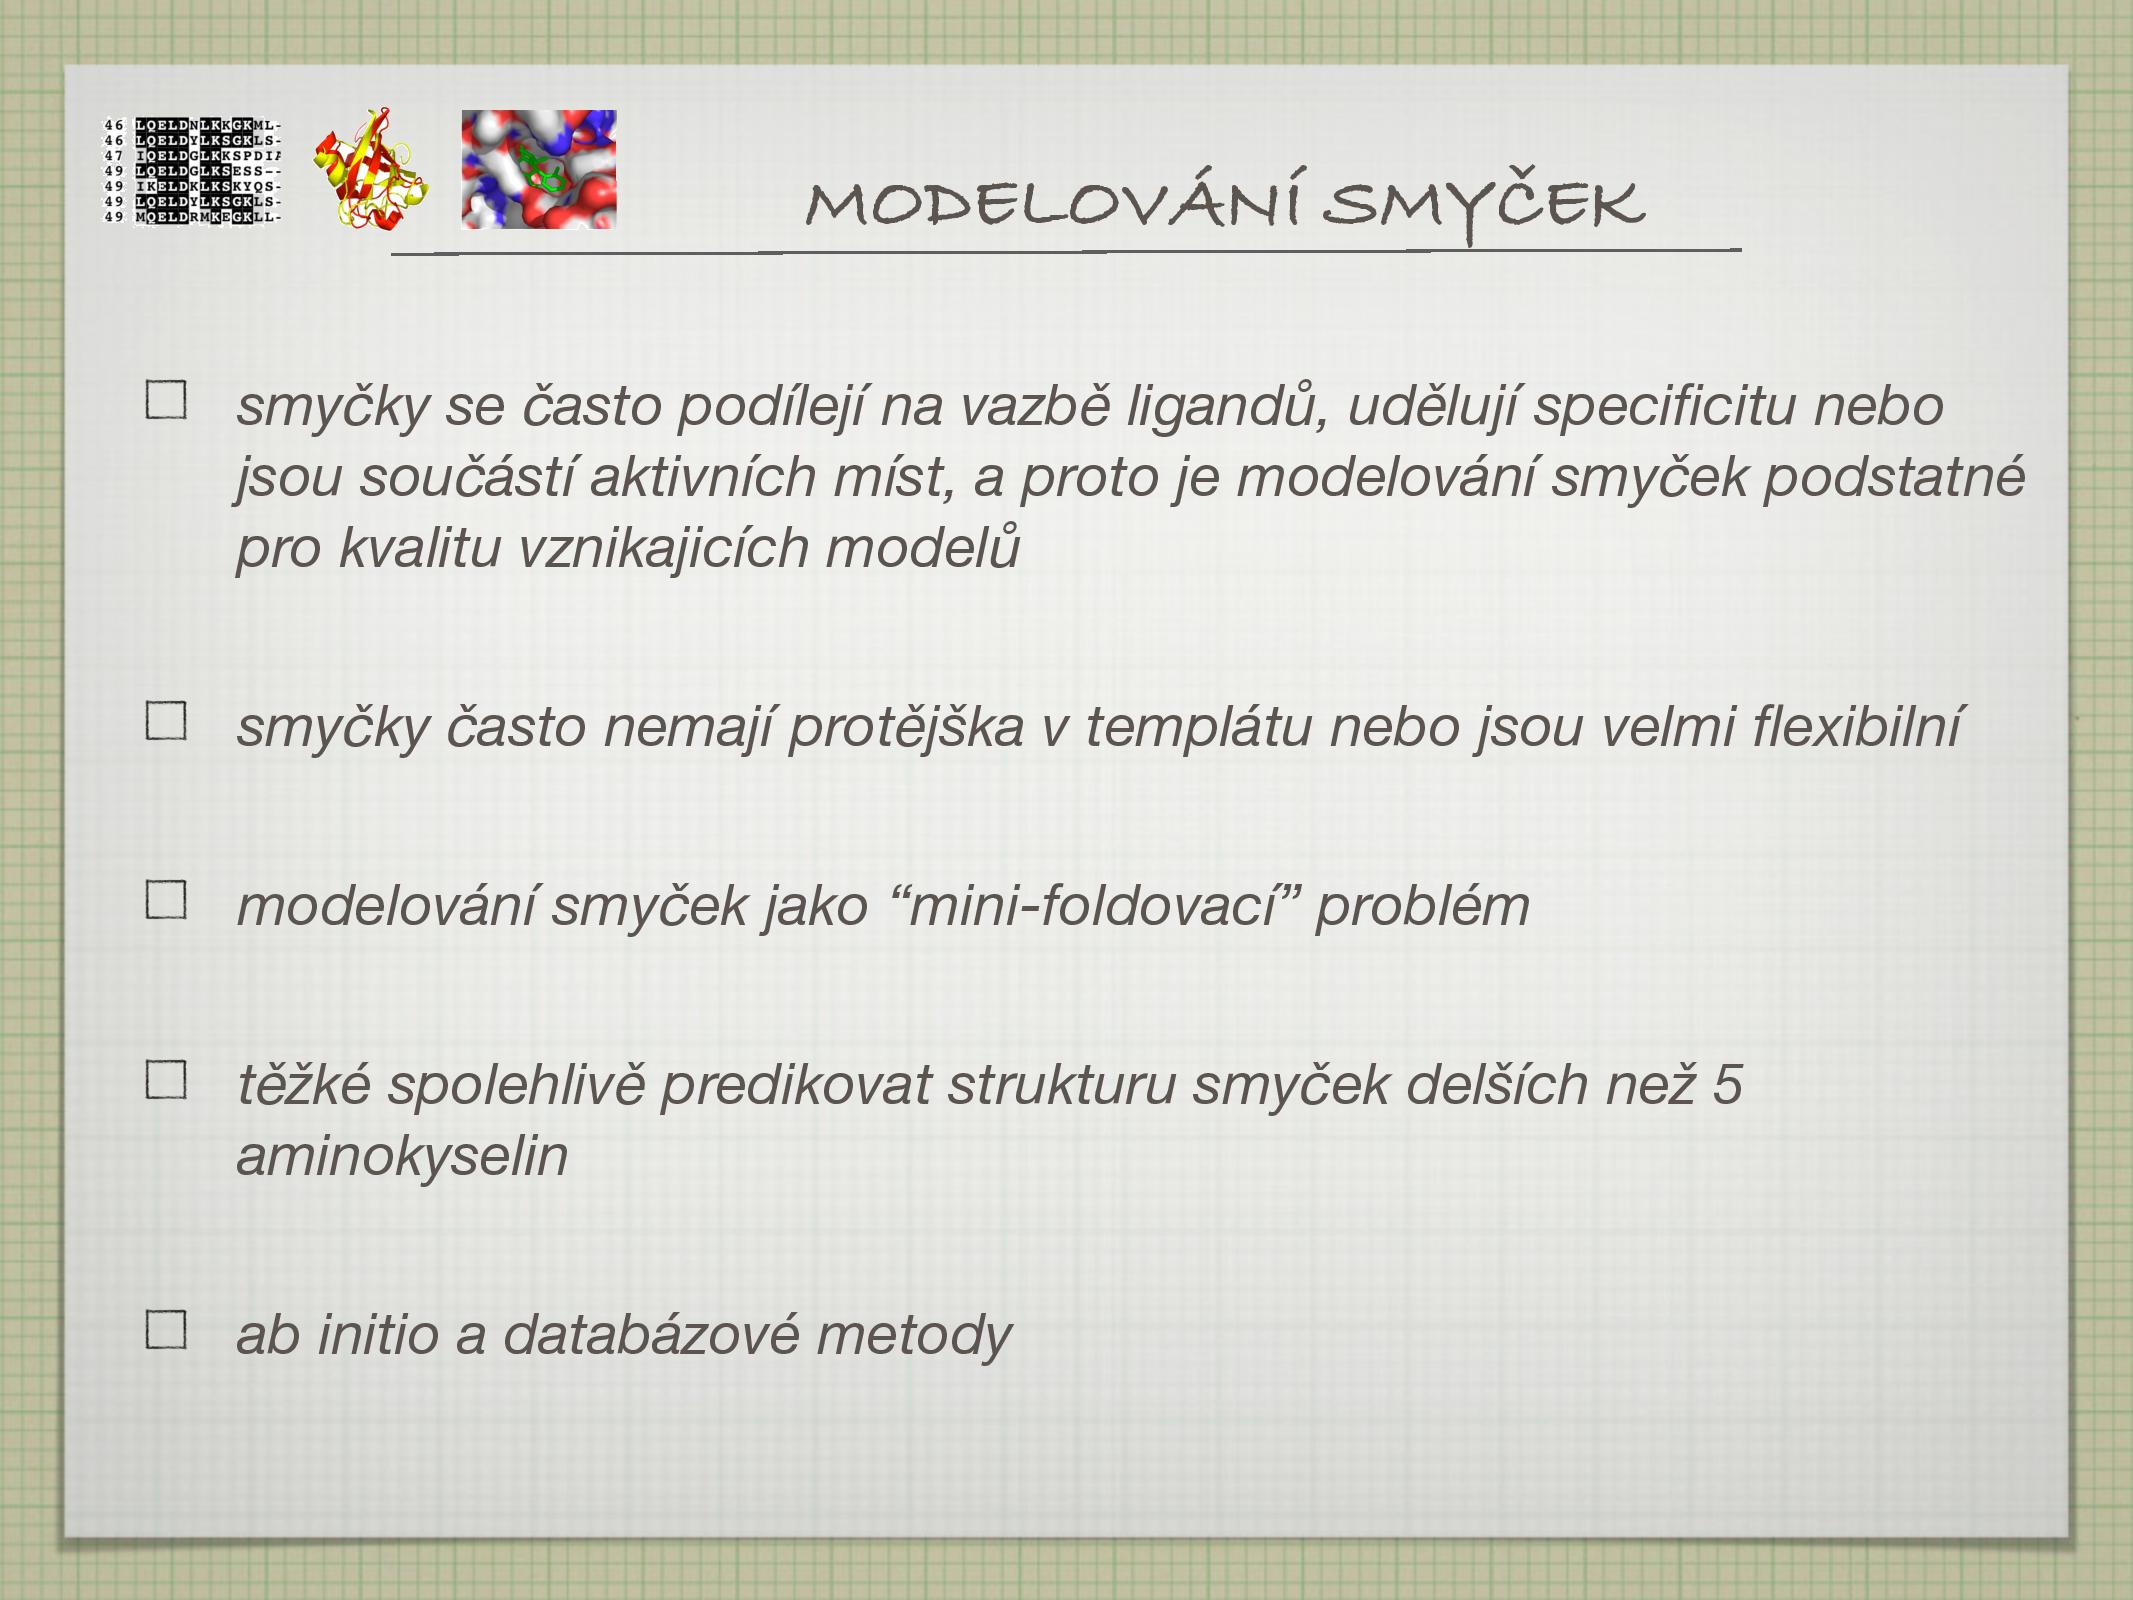 46 LQELDNLKKGKML-
46 LQELDYLKSGKLS-
47 IQELDGLKKSPDIA
49 LQELDGLKSESS--
49 IKELDKLKSKYQS-
49 LQELDYLKSGKLS-
49 MQELDRMKEGKLL-
MODELOVÁNÍ SMYČEK
smyčky se často podílejí na vazbě ligandů, udělují specificitu nebo
jsou součástí aktivních míst, a proto je modelování smyček podstatné
pro kvalitu vznikajicích modelů
smyčky často nemají protějška v templátu nebo jsou velmi flexibilní
modelování smyček jako “mini-foldovací” problém
těžké spolehlivě predikovat strukturu smyček delších než 5
aminokyselin
ab initio a databázové metody